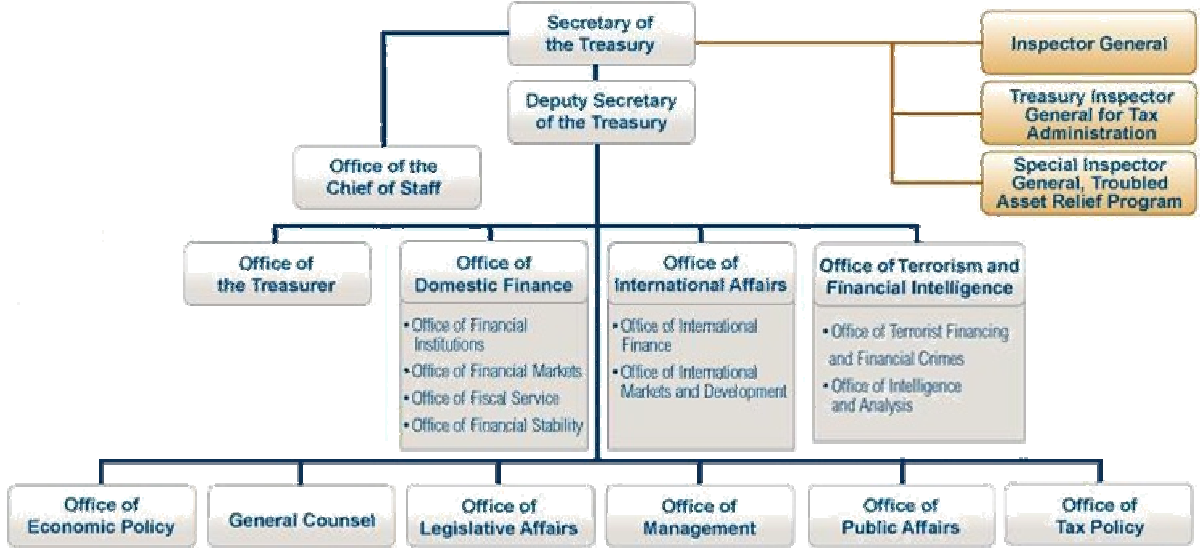 Secretary of
the Treasury
Inspector General
Deputy Secretary
of the Treasury
Treasury Inspector
General for Tax
Administration
Office of the
Chief of Staff
Special Inspector
General, Troubled
Asset Relief Program
Office of
the Treasurer
Office of
Domestic Finance
•Office of Financial
Institutions
•Office of Financial Markets
•Office of Fiscal Service
•Office of Financial Stability
Office of
International Affairs
•Office of International
Finance
•Office of International
Markets and Development
Office of Terrorism and
Financial Intelligence
•Office of Terrorist Financing
and Financial Crimes
•Office of Intelligence
and Analysis
Office of
Economic Policy
General Counsel
Office of
Legislative Affairs
Office of
Management
Office of
Public Affairs
Office of
Tax Policy